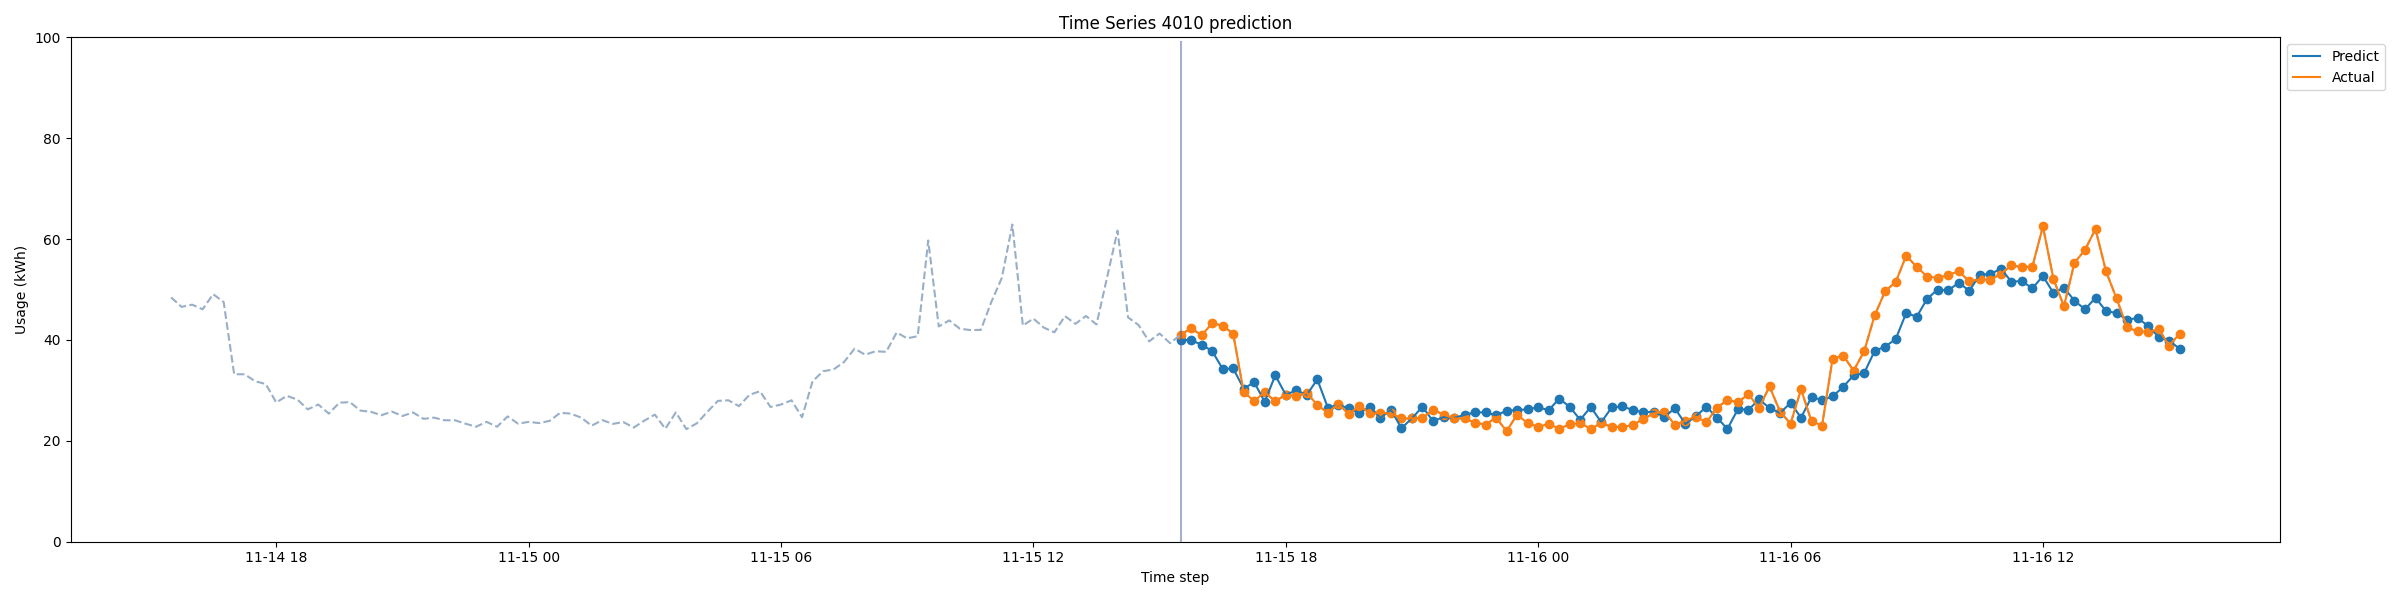 Time Series 4010 prediction
100
80
60
40
20
0
Usage (kWh)
11-14 18
11-15 00
11-15 06
11-15 12
11-15 18
11-16 00
11-16 06
11-16 12
Time step
Predict
Actual